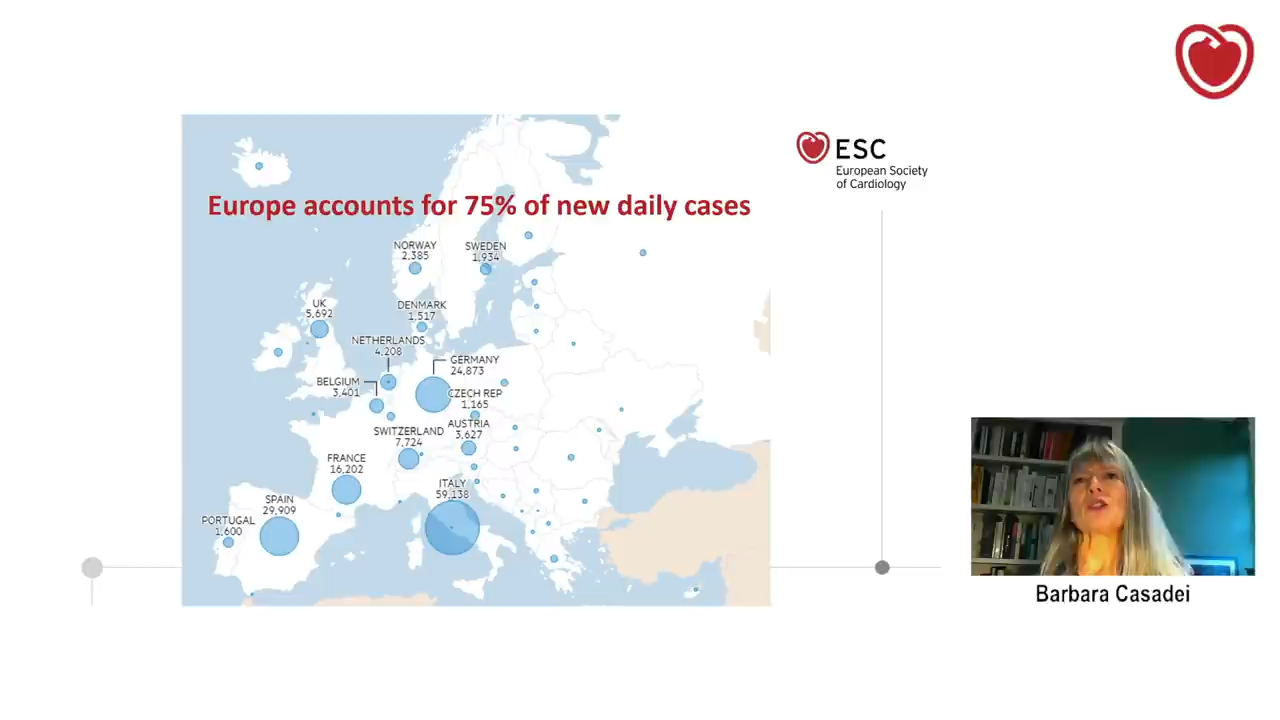 ESC
European Society
of Cardiology
Europe accounts for 75% of new daily cases
NORWAY
2,385
SWEDEN
1,934
UK
5,692
DENMARK
1,517
NETHERLANDS
4,208
GERMANY
24,873
BELGIUM
3,401
CZECH REP
1,165
SWITZERLAND
7,724
AUSTRIA
3,627
FRANCE
16,202
ITALY
59,138
SPAIN
29,909
PORTUGAL
1,600
Barbara Casadei